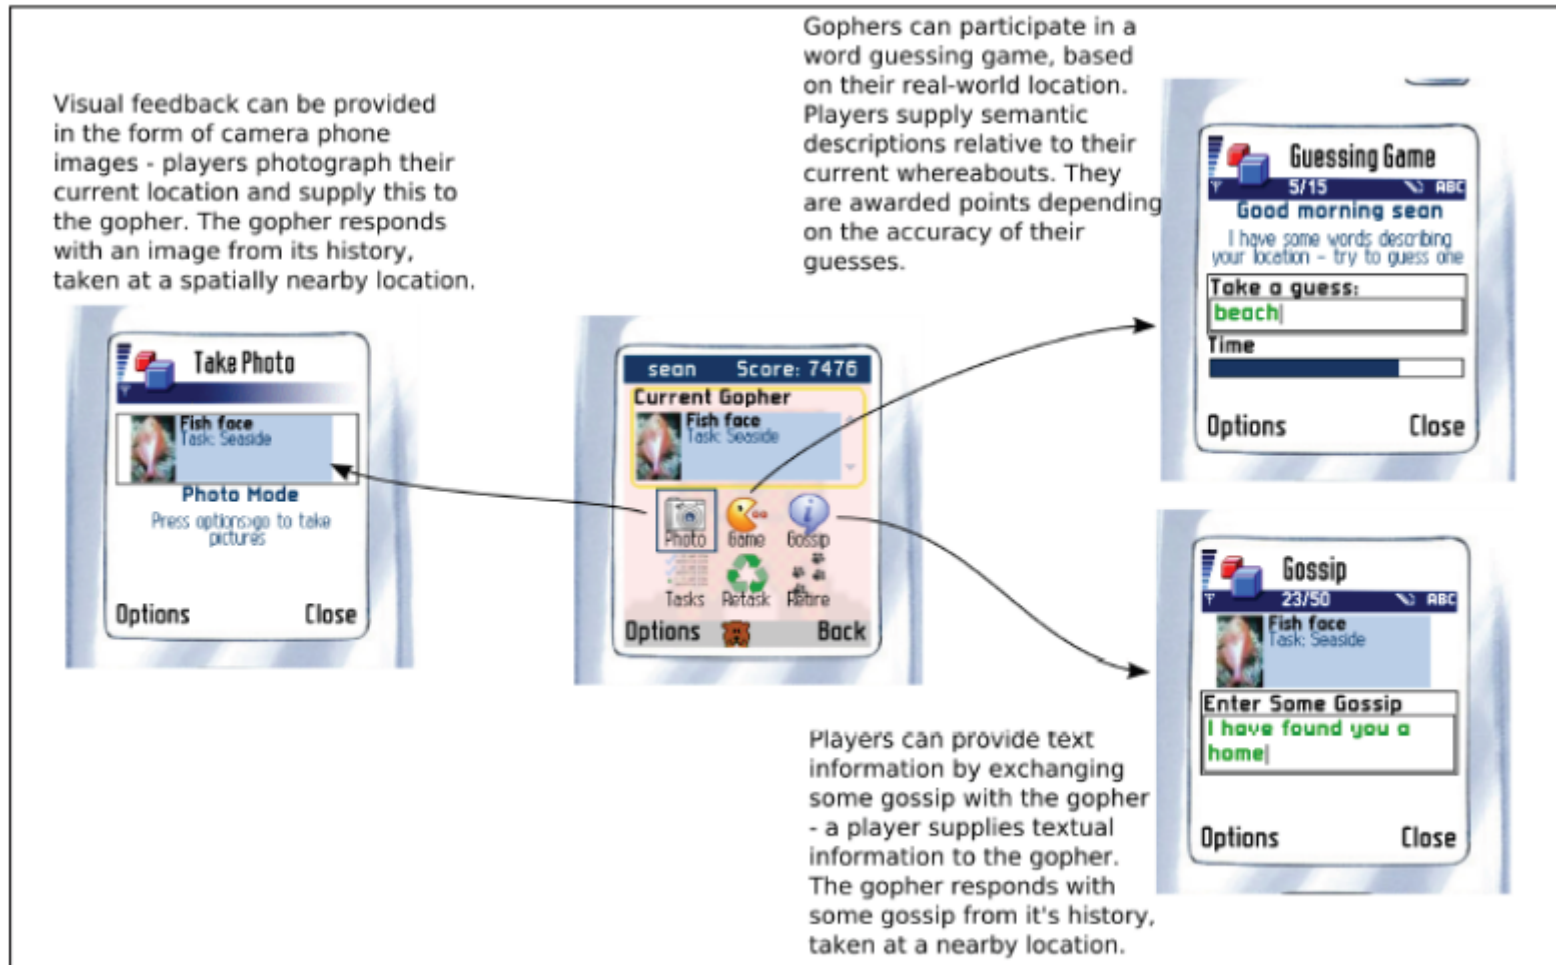 Visual feedback can be provided
in the form of camera phone
images - players photograph their
current location and supply this to
the gopher. The gopher responds
with an image from its history,
taken at a spatially nearby location.
Gophers can participate in a
word guessing game, based
on their real-world location.
Players supply semantic
descriptions relative to their
current whereabouts. They
are awarded points depending
on the accuracy of their
guesses.
Take Photo
Fish face
Task: Seaside
Photo Mode
Press options>go to take
pictures
Options Close
sean Score: 7476
Current Gopher
Fish face
Task: Seaside
Photo Game Gossip
Tasks Retask Retire
Options Back
Guessing Game
5/15 ABC
Good morning sean
I have some words describing
your location - try to guess one
Take a guess:
beach
Time
Options Close
Gossip
23/50 ABC
Fish face
Task: Seaside
Enter Some Gossip
I have found you a
home
Options Close
Players can provide text
information by exchanging
some gossip with the gopher
- a player supplies textual
information to the gopher.
The gopher responds with
some gossip from it's history,
taken at a nearby location.